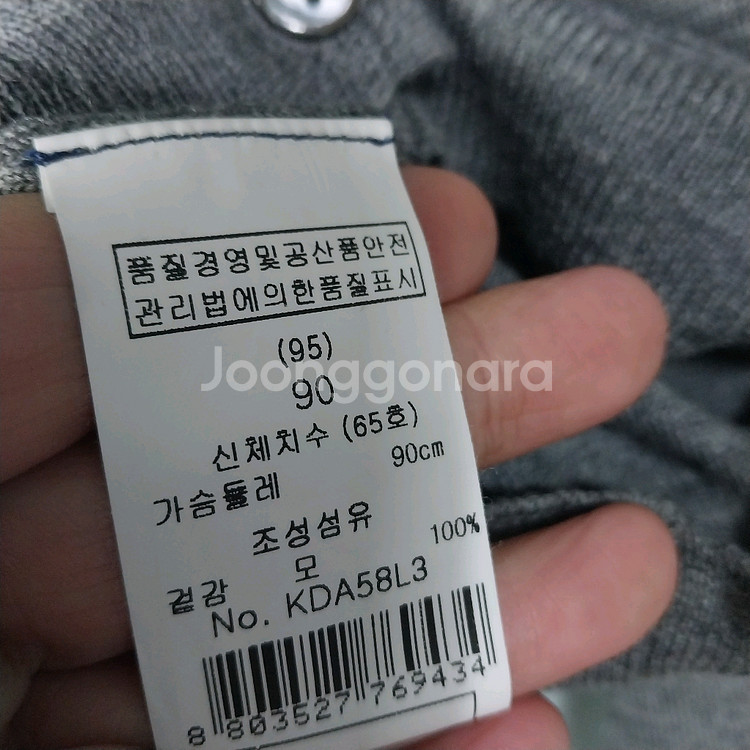 품질경영및공산품안전
관리법에의한품질표시
(95)
Joonggonara
90
신체치수 (65호)
가슴둘레 90cm
조성섬유
겉감 모 100%
No. KDA58L3
8 803527 769434